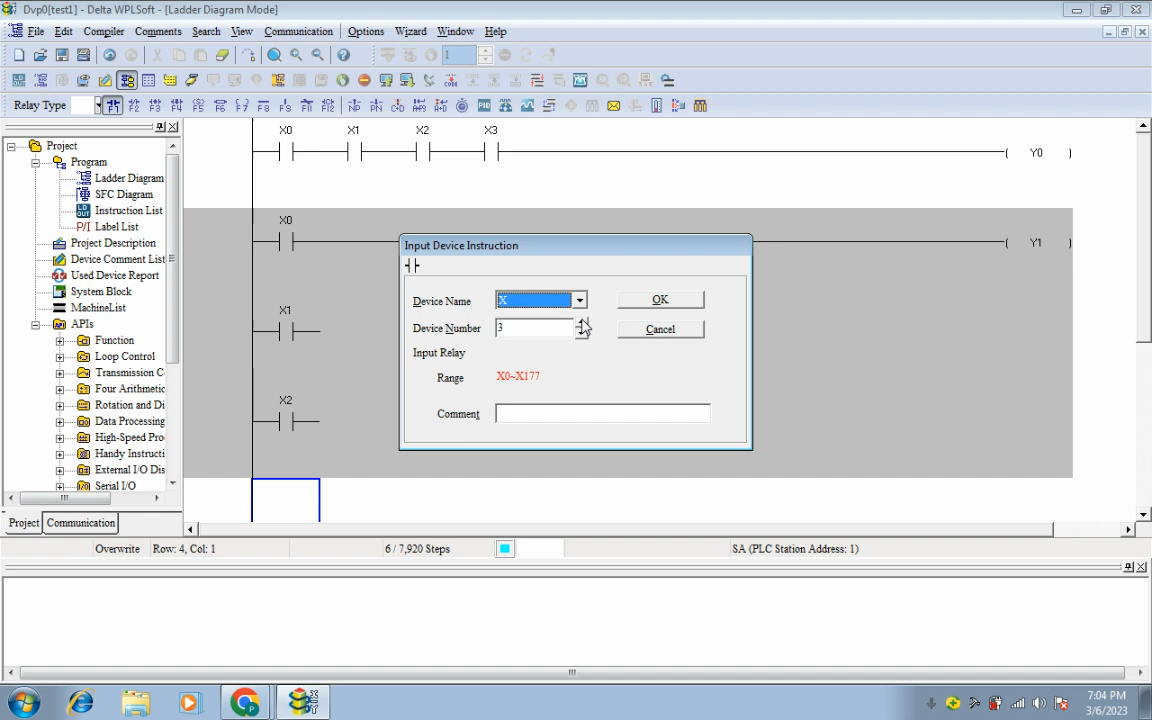 Dvp0[test1] - Delta WPLSoft - [Ladder Diagram Mode]
File Edit Compiler Comments Search View Communication Options Wizard Window Help
1
Relay Type
X0 X1 X2 X3
Y0
X0
Y1
X1
X2
Project
Program
Ladder Diagram
SFC Diagram
Instruction List
P/I Label List
Project Description
Device Comment List
Used Device Report
System Block
MachineList
APIs
Function
Loop Control
Transmission C
Four Arithmetic
Rotation and Di
Data Processing
High-Speed Pro
Handy Instructi
External I/O Dis
Serial I/O
Project Communication
Input Device Instruction
Device Name X OK
Device Number 3 Cancel
Input Relay
Range X0~X177
Comment
Overwrite Row: 4, Col: 1 6 / 7,920 Steps SA (PLC Station Address: 1)
7:04 PM
3/6/2023